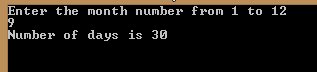 Enter the month number from 1 to 12
9
Number of days is 30